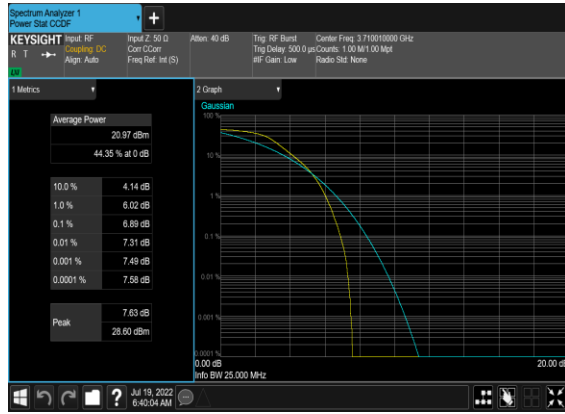 Spectrum Analyzer 1
Power Stat CCDF
KEYSIGHT
R T
LV
Input: RF
Coupling: DC
Align: Auto
Input Z: 50 Ω
Corr CCorr
Freq Ref: Int (S)
Atten: 40 dB
Trig: RF Burst
Trig Delay: 500.0 µs
#IF Gain: Low
Center Freq: 3.710010000 GHz
Counts: 1.00 M/1.00 Mpt
Radio Std: None
1 Metrics
Average Power
20.97 dBm
44.35 % at 0 dB
10.0 % 4.14 dB
1.0 % 6.02 dB
0.1 % 6.89 dB
0.01 % 7.31 dB
0.001 % 7.49 dB
0.0001 % 7.58 dB
Peak
7.63 dB
28.60 dBm
2 Graph
Gaussian
100 %
10 %
1 %
0.1 %
0.01 %
0.001 %
0.0001 %
0.00 dB
20.00 dB
Info BW 25.000 MHz
?
Jul 19, 2022
6:40:04 AM